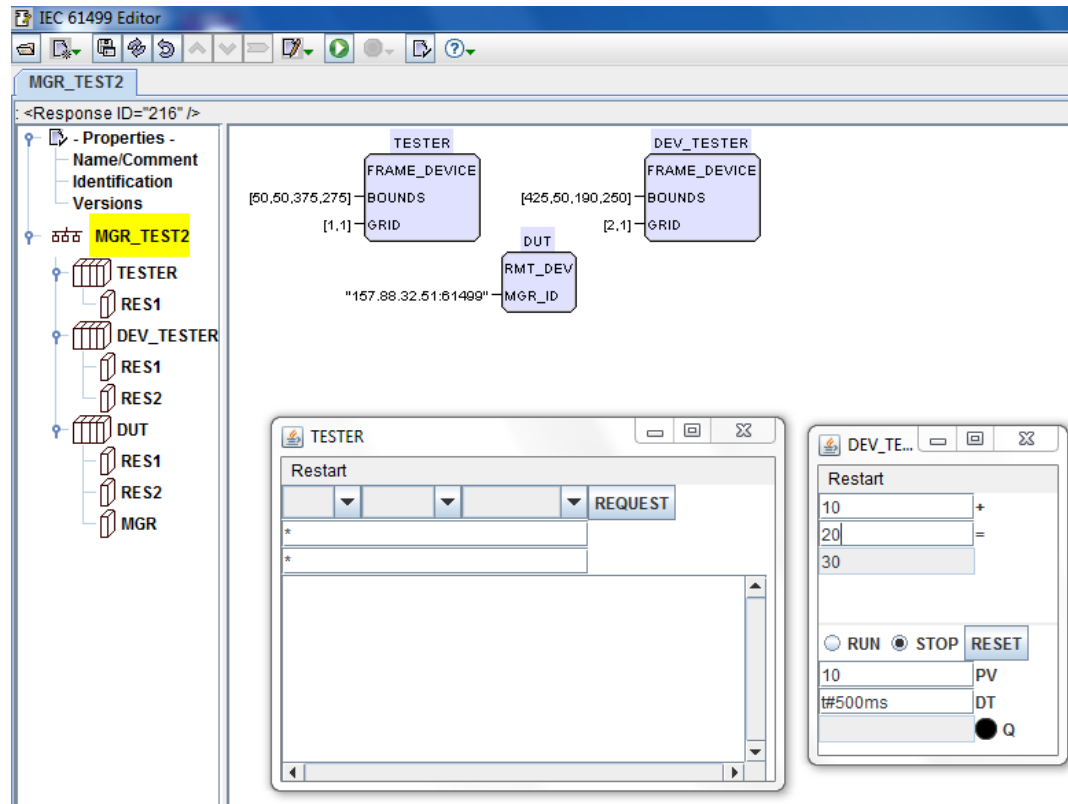 IEC 61499 Editor
MGR_TEST2
: <Response ID="216" />
- Properties -
Name/Comment
Identification
Versions
MGR_TEST2
TESTER
RES1
DEV_TESTER
RES1
RES2
DUT
RES1
RES2
MGR
TESTER
FRAME_DEVICE
[50,50,375,275] BOUNDS
[1,1] GRID
DEV_TESTER
FRAME_DEVICE
[425,50,190,250] BOUNDS
[2,1] GRID
DUT
RMT_DEV
"157.88.32.51:61499" MGR_ID
TESTER
Restart
REQUEST
*
*
DEV_TE...
Restart
10 +
20 =
30
RUN STOP RESET
10 PV
t#500ms DT
Q